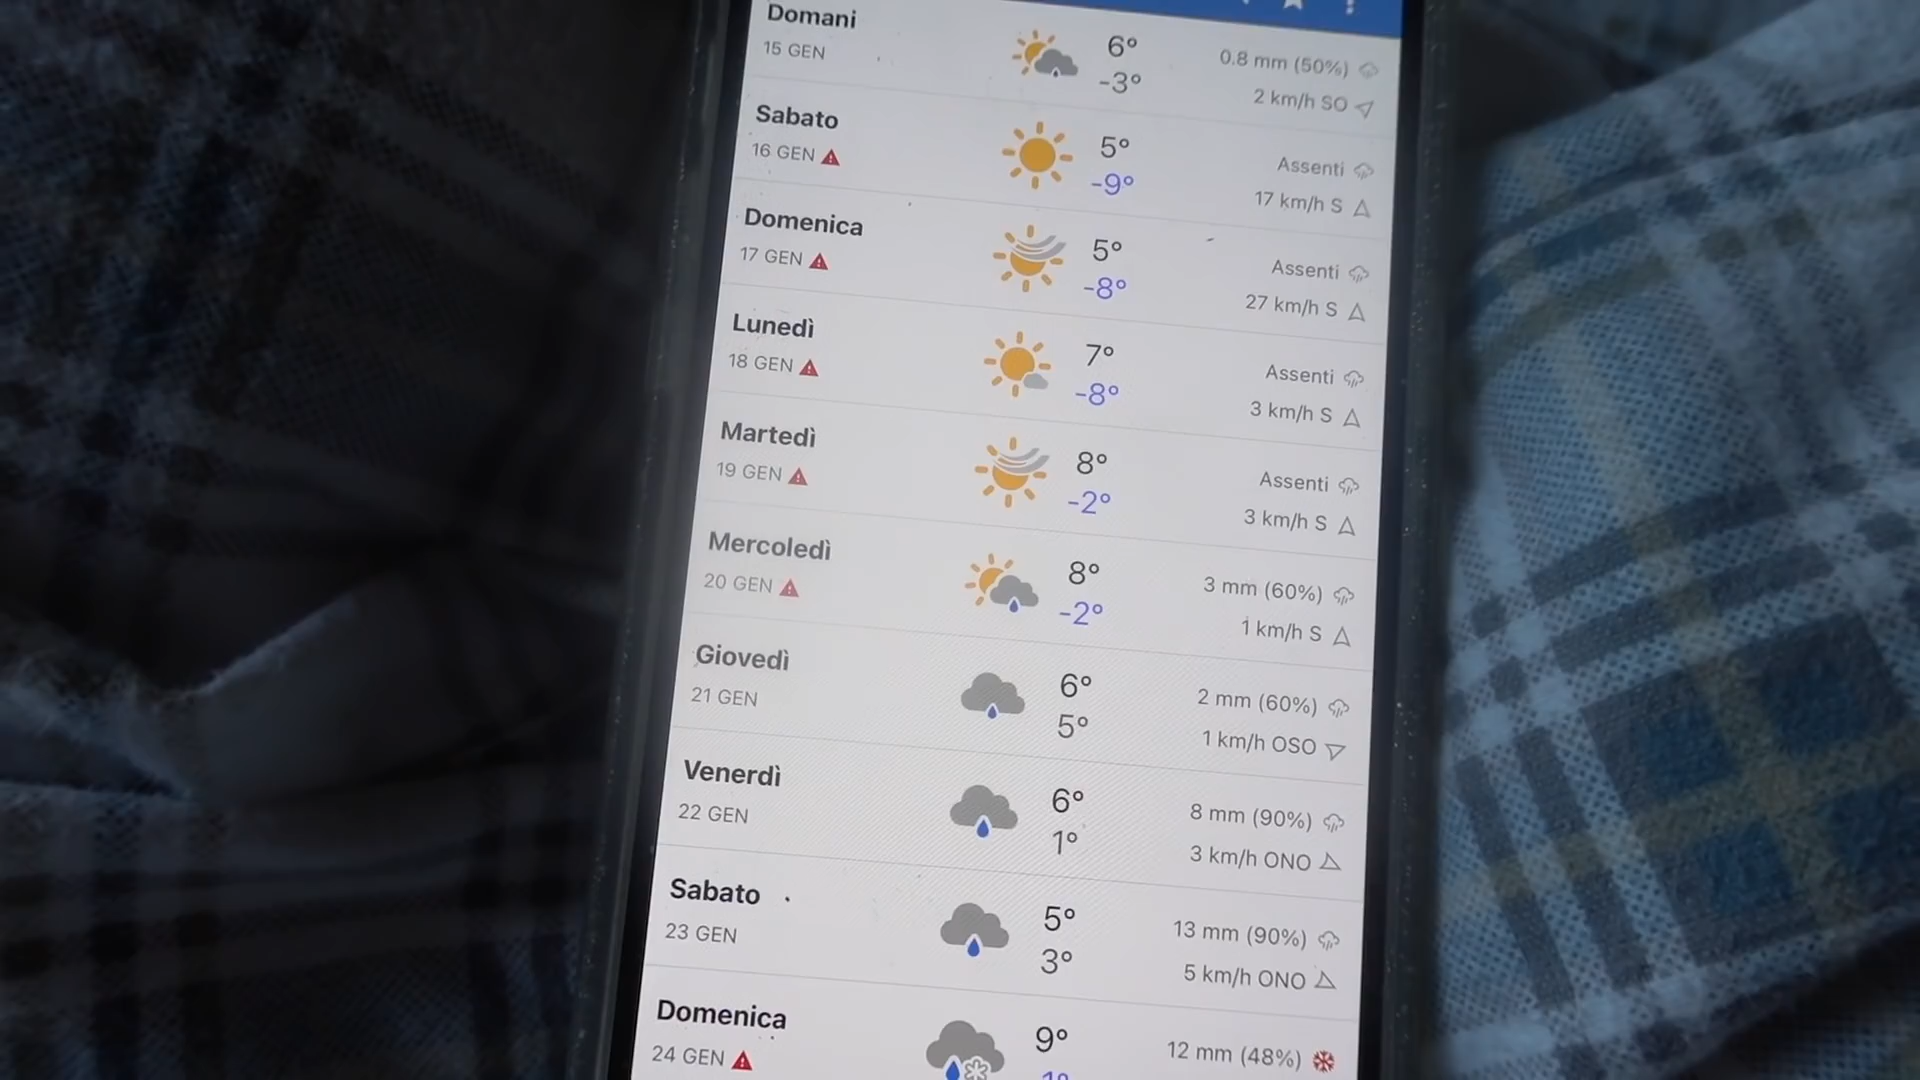 Domani
15 GEN
6°
-3°
0.8 mm (50%)
2 km/h SO
Sabato
16 GEN
5°
-9°
Assenti
17 km/h S
Domenica
17 GEN
5°
-8°
Assenti
27 km/h S
Lunedì
18 GEN
7°
-8°
Assenti
3 km/h S
Martedì
19 GEN
8°
-2°
Assenti
3 km/h S
Mercoledì
20 GEN
8°
-2°
3 mm (60%)
1 km/h S
Giovedì
21 GEN
6°
5°
2 mm (60%)
1 km/h OSO
Venerdì
22 GEN
6°
1°
8 mm (90%)
3 km/h ONO
Sabato
23 GEN
5°
3°
13 mm (90%)
5 km/h ONO
Domenica
24 GEN
9°
12 mm (48%)